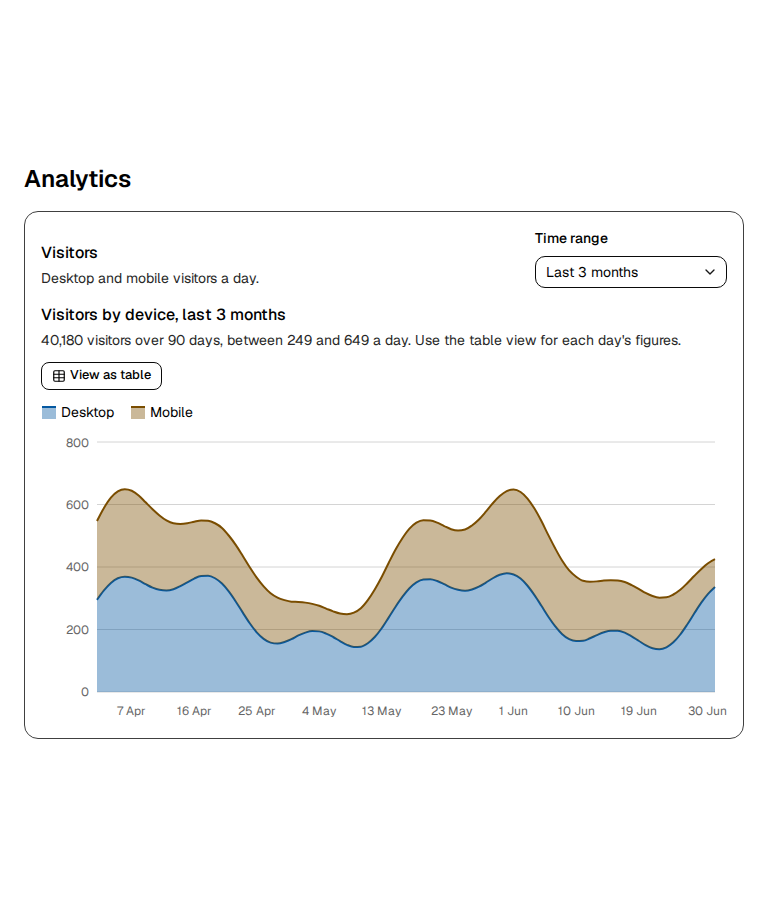 Analytics
Visitors
Desktop and mobile visitors a day.
Time range
Last 3 months
Visitors by device, last 3 months
40,180 visitors over 90 days, between 249 and 649 a day. Use the table view for each day's figures.
View as table
Desktop Mobile
800
600
400
200
0
7 Apr 16 Apr 25 Apr 4 May 13 May 23 May 1 Jun 10 Jun 19 Jun 30 Jun